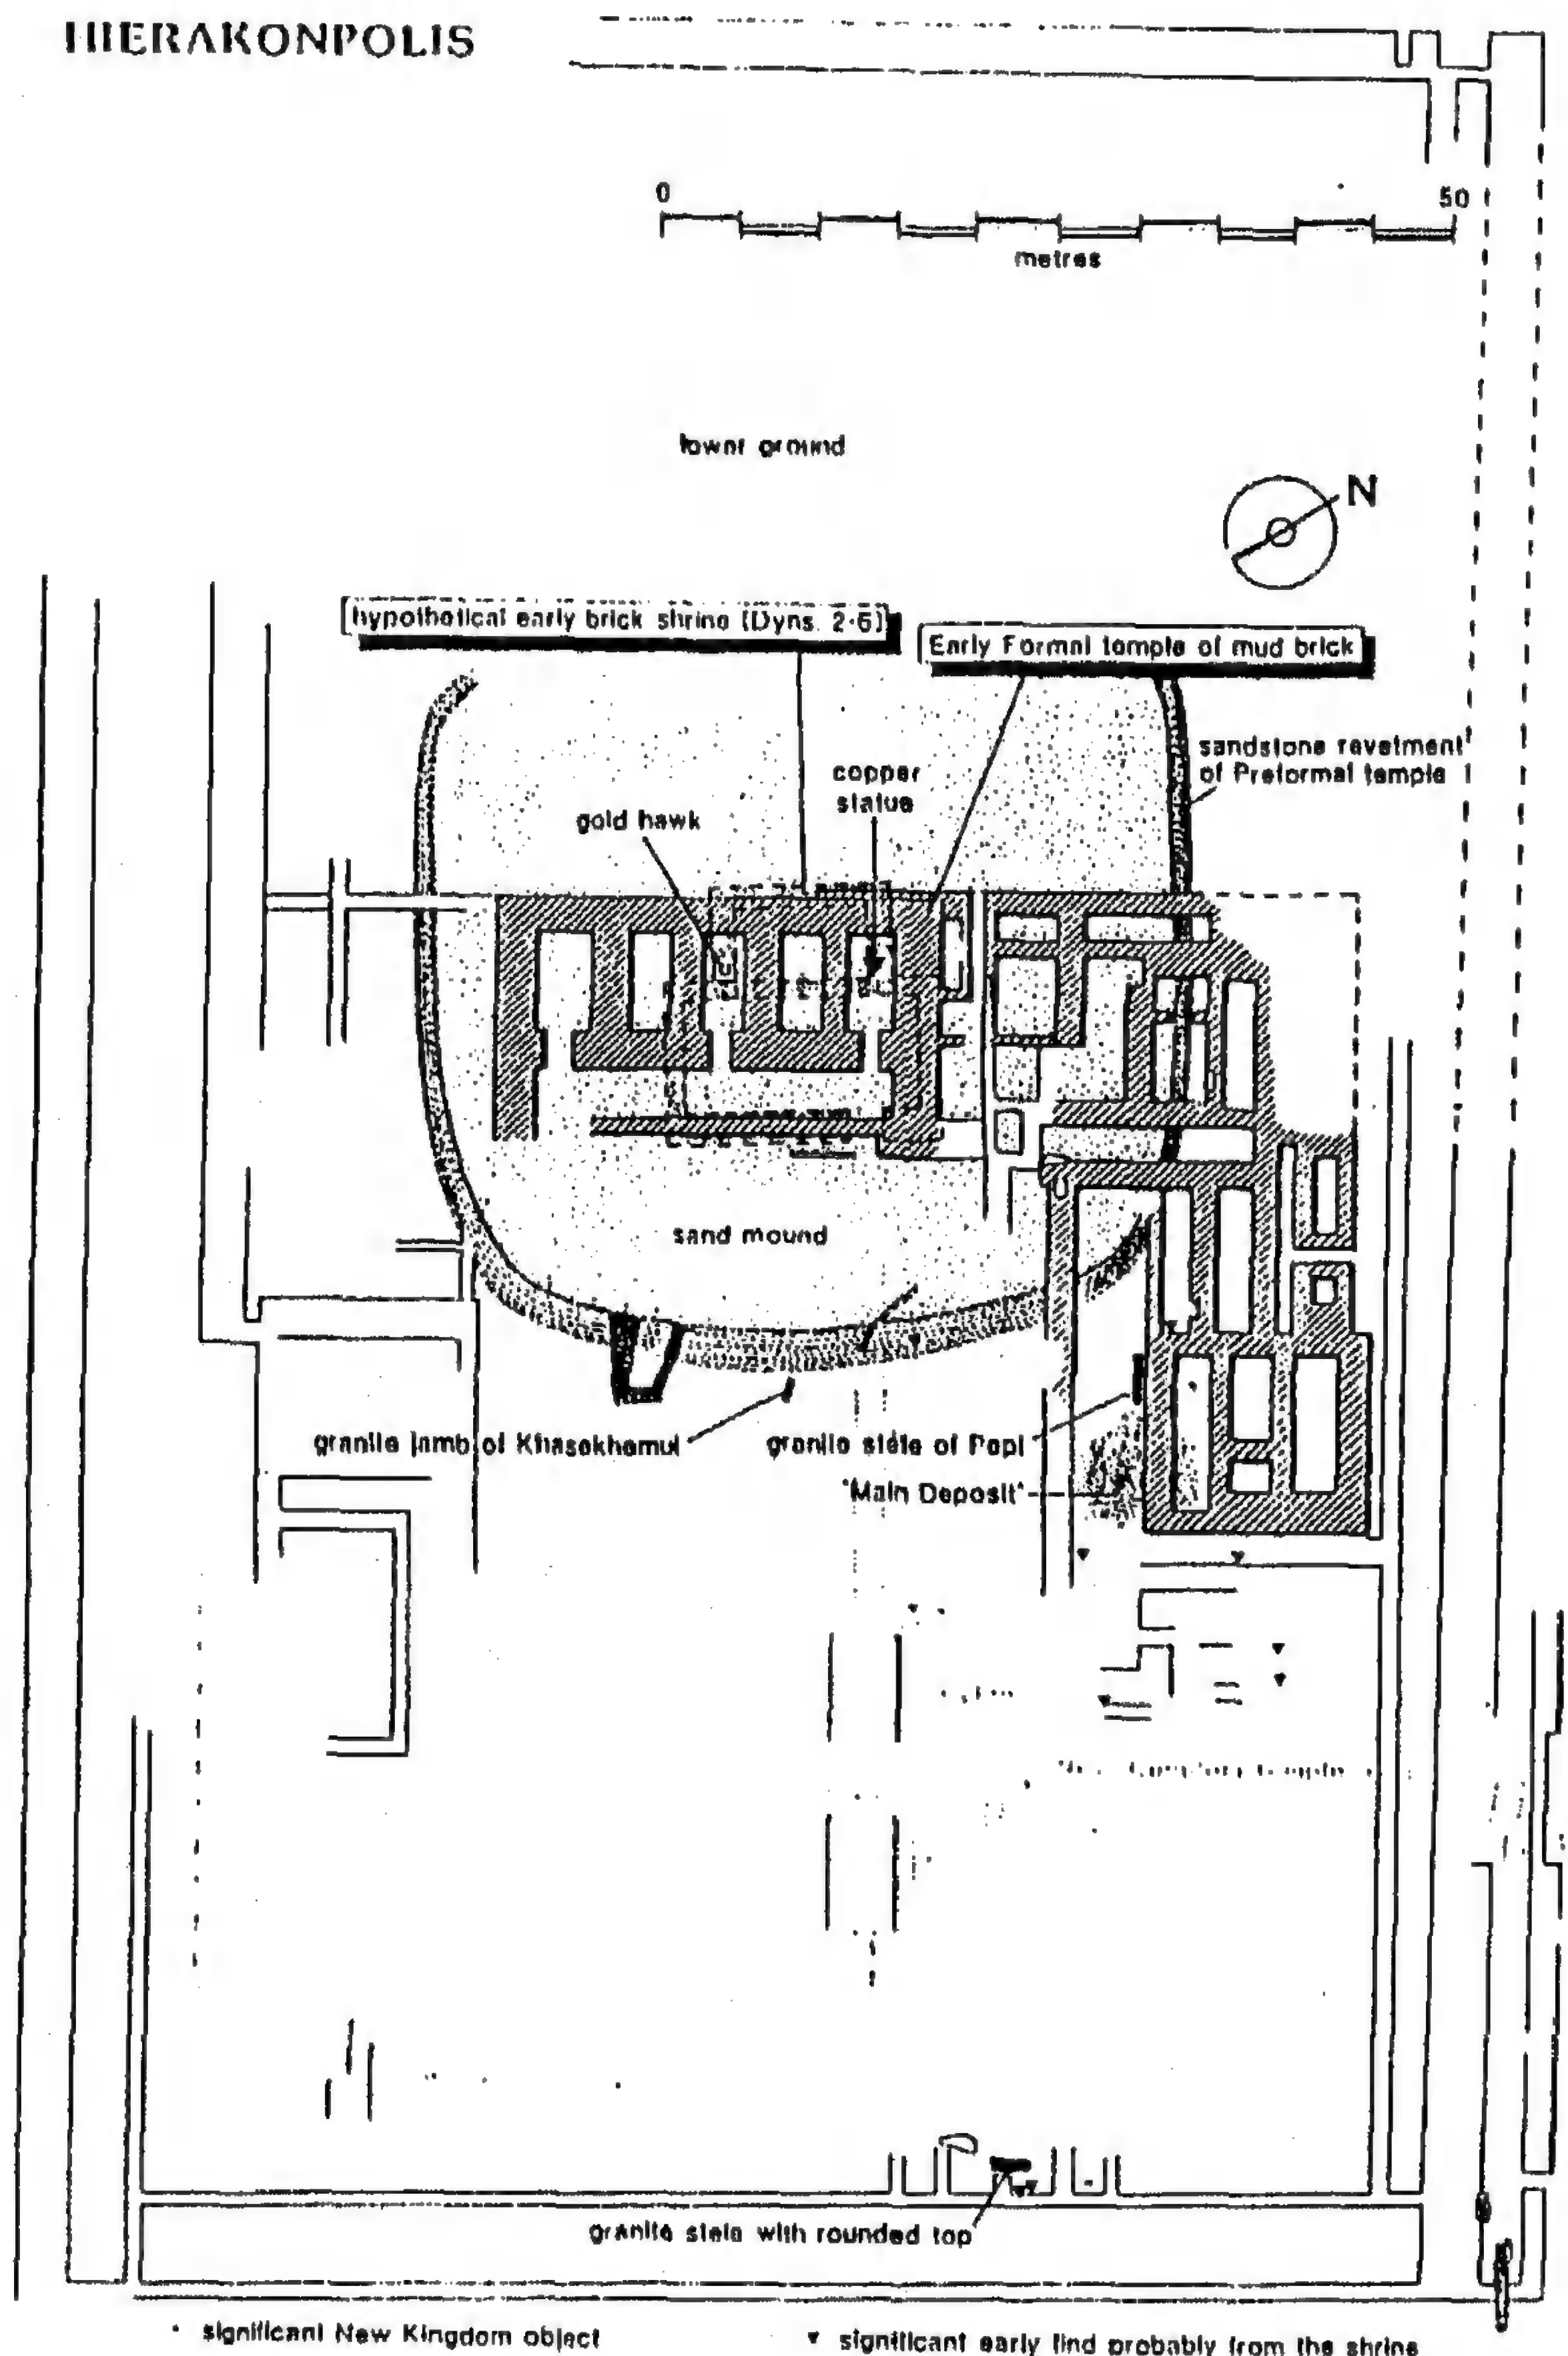 HIERAKONPOLIS
0
50
metres
lower ground
N
hypothetical early brick shrine (Dyns. 2-6)
Early Formal temple of mud brick
sandstone revetment
of Preformal temple
copper
statue
gold hawk
sand mound
granite jamb of Khasekhemui
granite stele of Pepi
'Main Deposit'
temple
granite stela with rounded top
significant New Kingdom object
▼ significant early find probably from the shrine